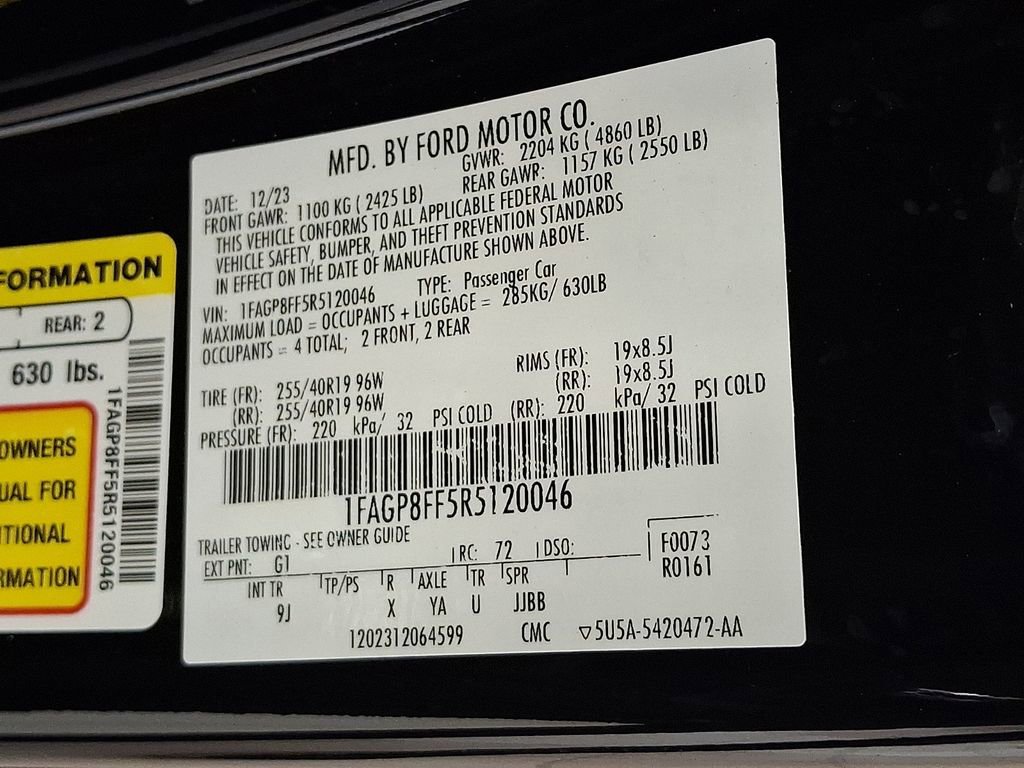 FORMATION
REAR: 2
630 lbs.
1FAGP8FF5R5120046
OWNERS
UAL FOR
ITIONAL
RMATION
MFD. BY FORD MOTOR CO.
DATE: 12/23 GVWR: 2204 KG ( 4860 LB)
FRONT GAWR: 1100 KG ( 2425 LB) REAR GAWR: 1157 KG ( 2550 LB)
THIS VEHICLE CONFORMS TO ALL APPLICABLE FEDERAL MOTOR
VEHICLE SAFETY, BUMPER, AND THEFT PREVENTION STANDARDS
IN EFFECT ON THE DATE OF MANUFACTURE SHOWN ABOVE.
VIN: 1FAGP8FF5R5120046 TYPE: Passenger Car
MAXIMUM LOAD = OCCUPANTS + LUGGAGE = 285KG/ 630LB
OCCUPANTS = 4 TOTAL; 2 FRONT, 2 REAR
TIRE (FR): 255/40R19 96W RIMS (FR): 19x8.5J
(RR): 255/40R19 96W (RR): 19x8.5J
PRESSURE (FR): 220 kPa/ 32 PSI COLD (RR): 220 kPa/ 32 PSI COLD
1FAGP8FF5R5120046
TRAILER TOWING - SEE OWNER GUIDE
EXT PNT: G1 RC: 72 DSO: F0073
INT TR TP/PS R AXLE TR SPR R0161
9J X YA U JJBB
1202312064599 CMC ▽5U5A-5420472-AA